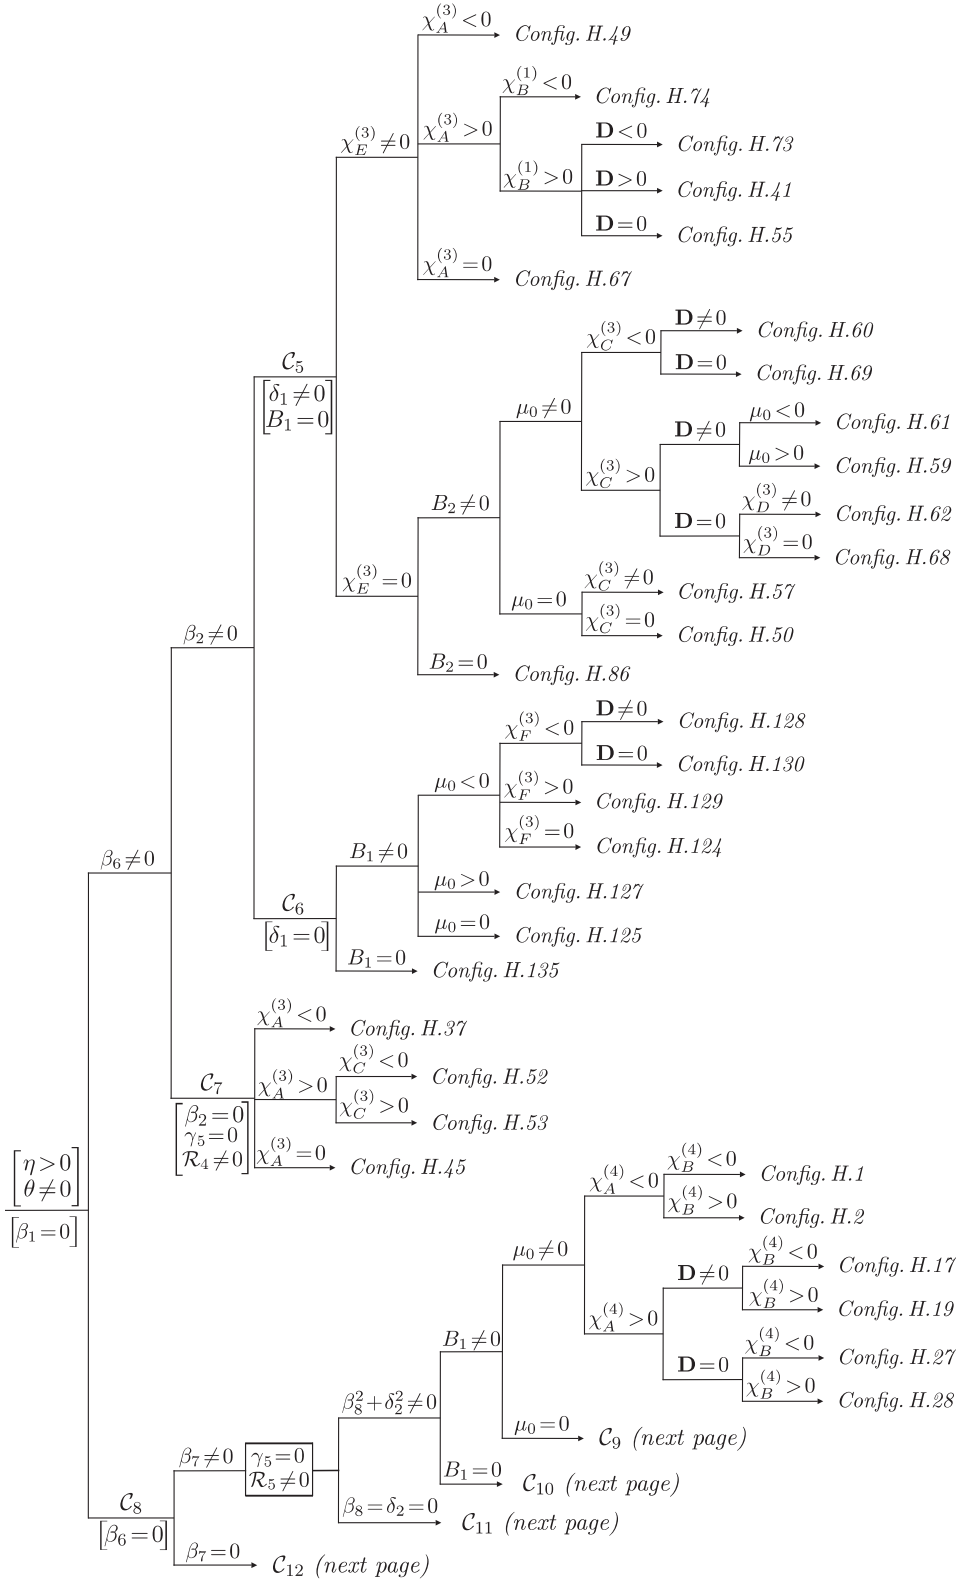 χ_A^(3) < 0
Config. H.49
χ_B^(1) < 0
Config. H.74
χ_E^(3) ≠ 0
χ_A^(3) > 0
D < 0
Config. H.73
χ_B^(1) > 0
D > 0
Config. H.41
D = 0
Config. H.55
χ_A^(3) = 0
Config. H.67
D ≠ 0
Config. H.60
χ_C^(3) < 0
D = 0
Config. H.69
C_5
[δ_1 ≠ 0
B_1 = 0]
μ_0 ≠ 0
μ_0 < 0
Config. H.61
D ≠ 0
μ_0 > 0
Config. H.59
χ_C^(3) > 0
B_2 ≠ 0
χ_D^(3) ≠ 0
Config. H.62
D = 0
χ_D^(3) = 0
Config. H.68
χ_E^(3) = 0
χ_C^(3) ≠ 0
Config. H.57
μ_0 = 0
χ_C^(3) = 0
Config. H.50
β_2 ≠ 0
B_2 = 0
Config. H.86
D ≠ 0
Config. H.128
χ_F^(3) < 0
D = 0
Config. H.130
μ_0 < 0
χ_F^(3) > 0
Config. H.129
χ_F^(3) = 0
Config. H.124
β_6 ≠ 0
B_1 ≠ 0
μ_0 > 0
Config. H.127
C_6
[δ_1 = 0]
μ_0 = 0
Config. H.125
B_1 = 0
Config. H.135
χ_A^(3) < 0
Config. H.37
χ_C^(3) < 0
Config. H.52
C_7
χ_A^(3) > 0
χ_C^(3) > 0
Config. H.53
[β_2 = 0
γ_5 = 0
R_4 ≠ 0]
χ_A^(3) = 0
Config. H.45
[η > 0
θ ≠ 0]
[β_1 = 0]
χ_B^(4) < 0
Config. H.1
χ_A^(4) < 0
χ_B^(4) > 0
Config. H.2
μ_0 ≠ 0
χ_B^(4) < 0
Config. H.17
D ≠ 0
χ_B^(4) > 0
Config. H.19
χ_A^(4) > 0
B_1 ≠ 0
χ_B^(4) < 0
Config. H.27
D = 0
χ_B^(4) > 0
Config. H.28
β_8^2 + δ_2^2 ≠ 0
μ_0 = 0
C_9 (next page)
β_7 ≠ 0
γ_5 = 0
R_5 ≠ 0
B_1 = 0
C_10 (next page)
C_8
[β_6 = 0]
β_8 = δ_2 = 0
C_11 (next page)
β_7 = 0
C_12 (next page)